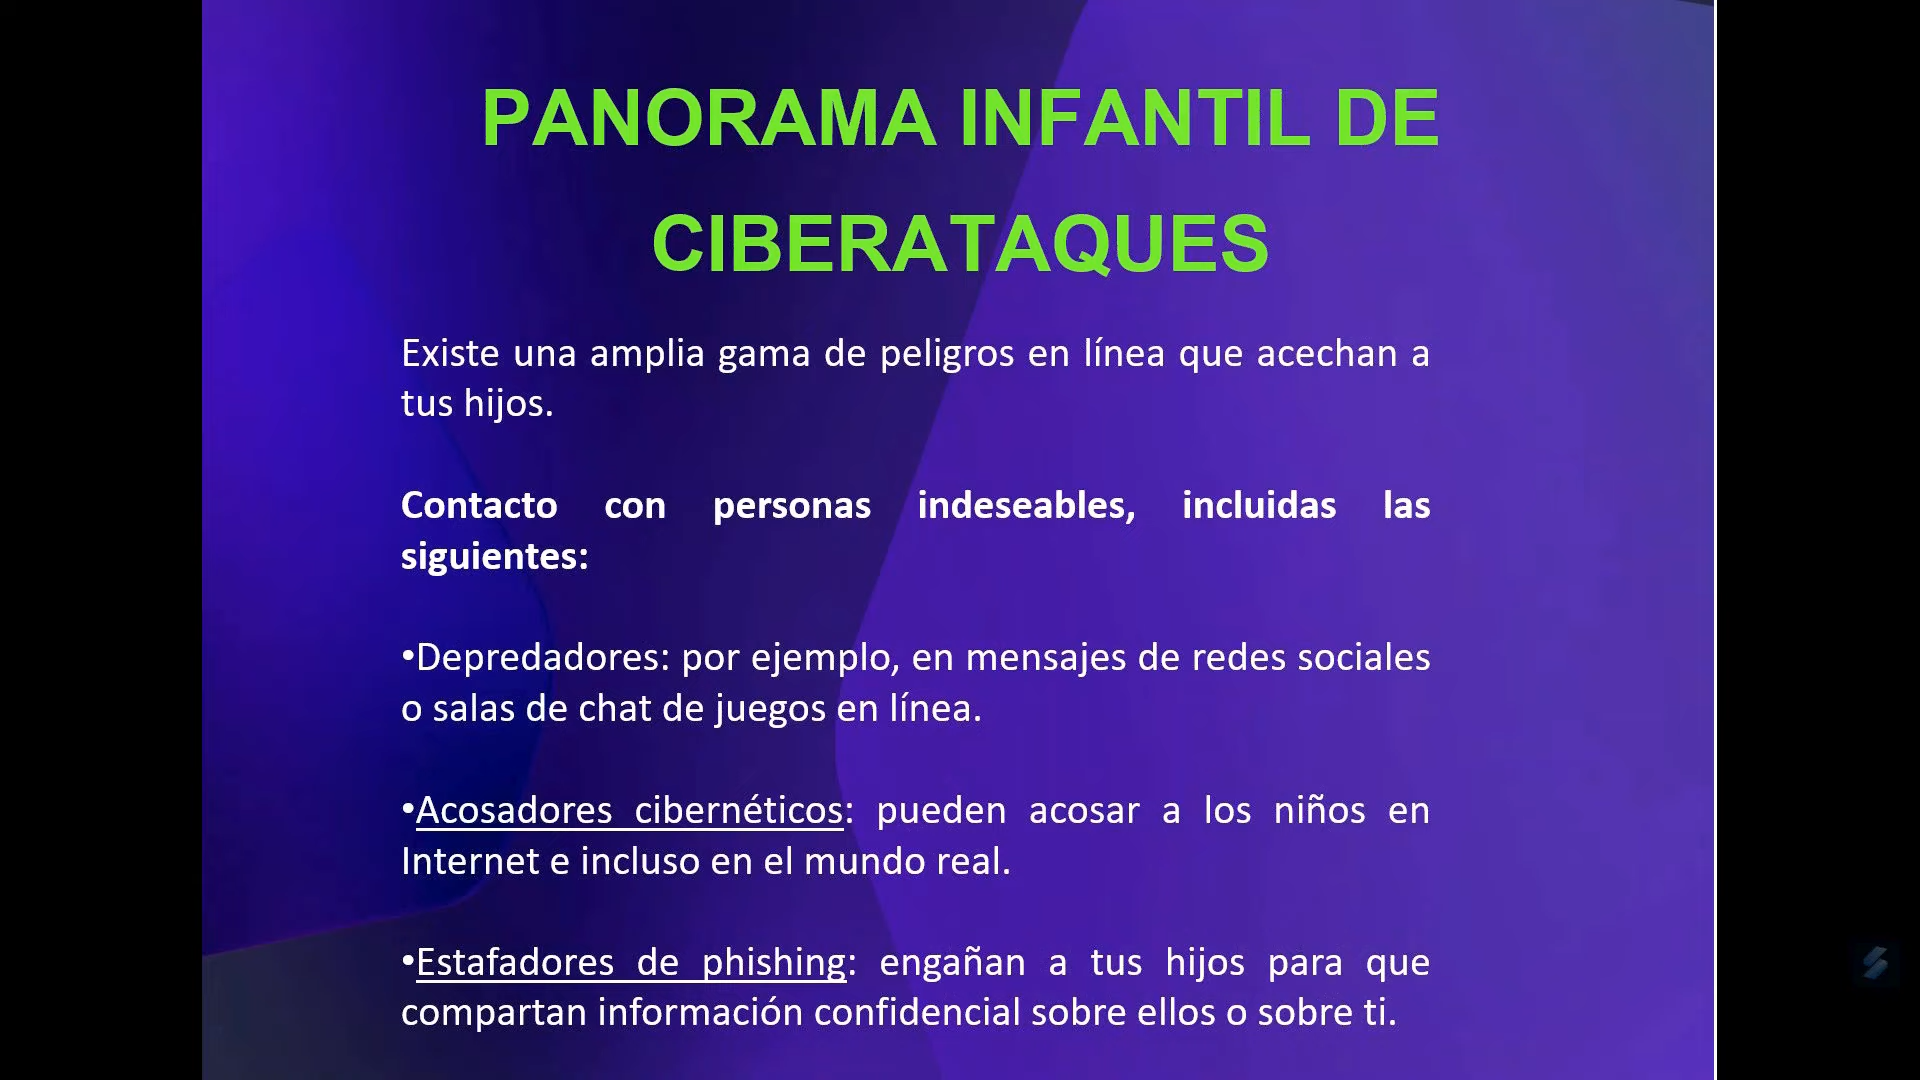 PANORAMA INFANTIL DE
CIBERATAQUES
Existe una amplia gama de peligros en línea que acechan a
tus hijos.
Contacto con personas indeseables, incluidas las
siguientes:
•Depredadores: por ejemplo, en mensajes de redes sociales
o salas de chat de juegos en línea.
•Acosadores cibernéticos: pueden acosar a los niños en
Internet e incluso en el mundo real.
•Estafadores de phishing: engañan a tus hijos para que
compartan información confidencial sobre ellos o sobre ti.